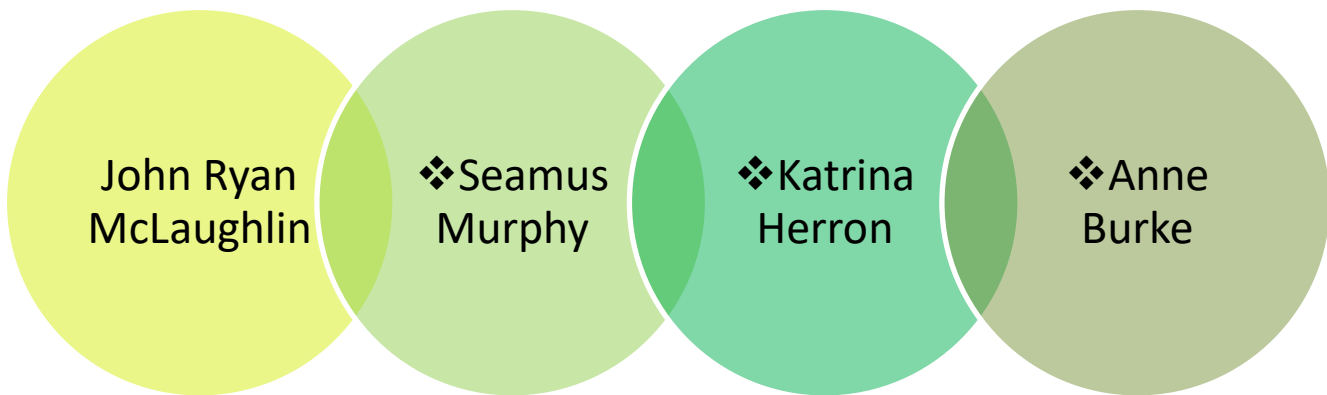 John Ryan
McLaughlin
❖Seamus
Murphy
❖Katrina
Herron
❖Anne
Burke